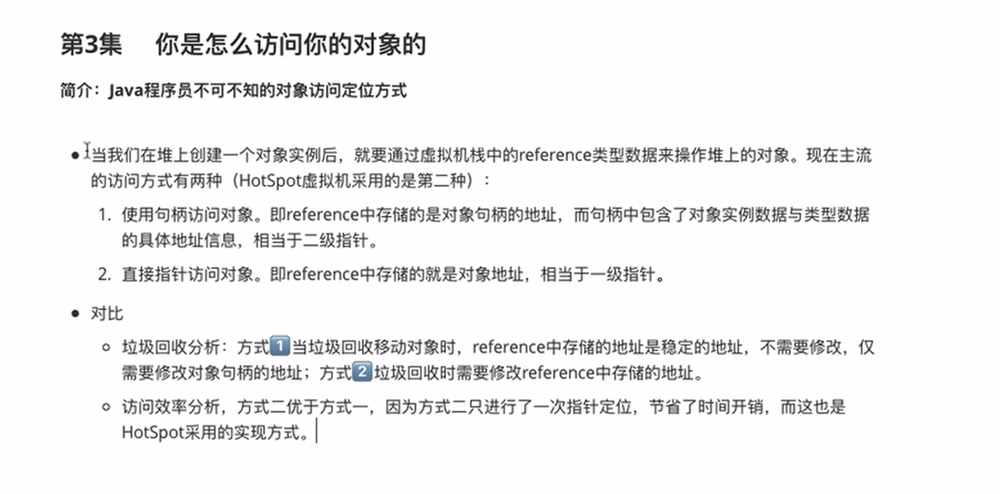 第3集 你是怎么访问你的对象的
简介：Java程序员不可不知的对象访问定位方式
当我们在堆上创建一个对象实例后，就要通过虚拟机栈中的reference类型数据来操作堆上的对象。现在主流
的访问方式有两种（HotSpot虚拟机采用的是第二种）：
1. 使用句柄访问对象。即reference中存储的是对象句柄的地址，而句柄中包含了对象实例数据与类型数据
的具体地址信息，相当于二级指针。
2. 直接指针访问对象。即reference中存储的就是对象地址，相当于一级指针。
对比
垃圾回收分析：方式1️⃣当垃圾回收移动对象时，reference中存储的地址是稳定的地址，不需要修改，仅
需要修改对象句柄的地址；方式2️⃣垃圾回收时需要修改reference中存储的地址。
访问效率分析，方式二优于方式一，因为方式二只进行了一次指针定位，节省了时间开销，而这也是
HotSpot采用的实现方式。